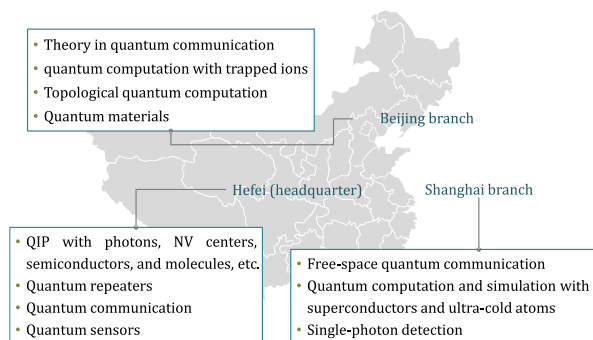 • Theory in quantum communication
• quantum computation with trapped ions
• Topological quantum computation
• Quantum materials
Beijing branch
Hefei (headquarter)
Shanghai branch
• QIP with photons, NV centers,
semiconductors, and molecules, etc.
• Quantum repeaters
• Quantum communication
• Quantum sensors
• Free-space quantum communication
• Quantum computation and simulation with
superconductors and ultra-cold atoms
• Single-photon detection